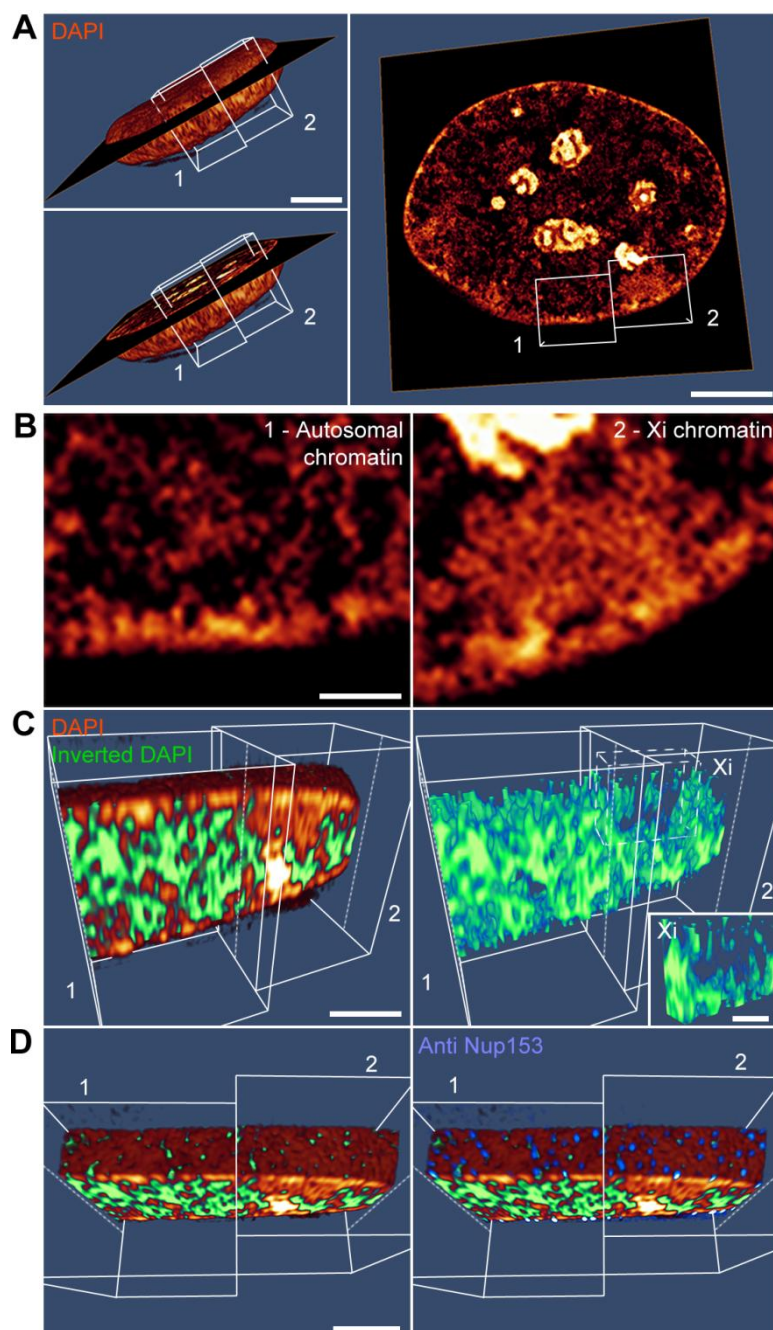 A
DAPI
1
2
1
2
1
2
B
1 - Autosomal
chromatin
2 - Xi chromatin
C
DAPI
Inverted DAPI
1
2
Xi
1
2
Xi
D
1
2
Anti Nup153
1
2